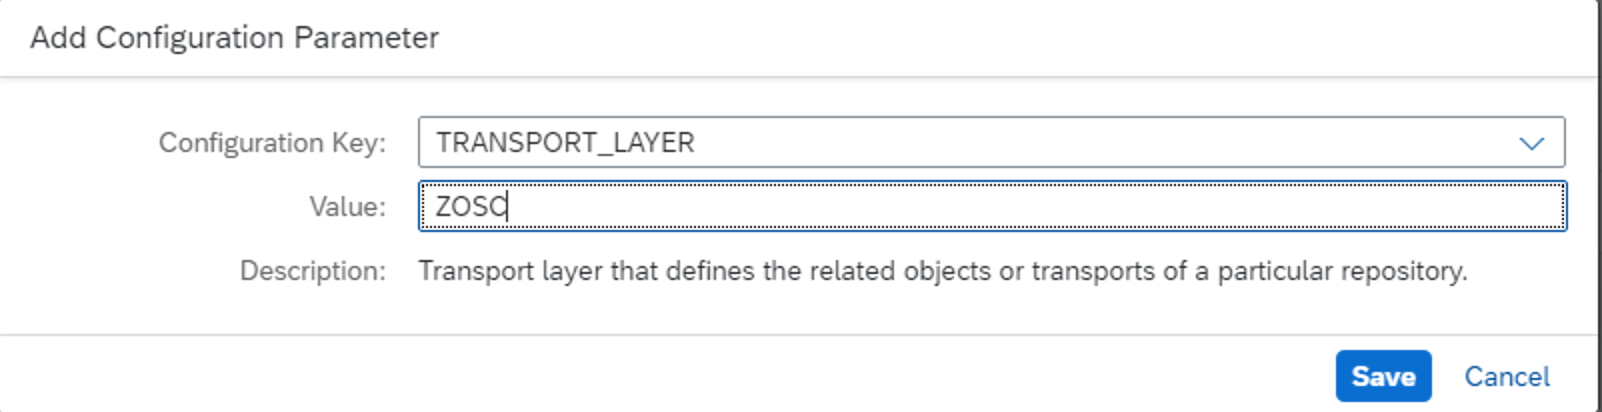 Add Configuration Parameter
Configuration Key: TRANSPORT_LAYER
Value: ZOSC
Description: Transport layer that defines the related objects or transports of a particular repository.
Save Cancel